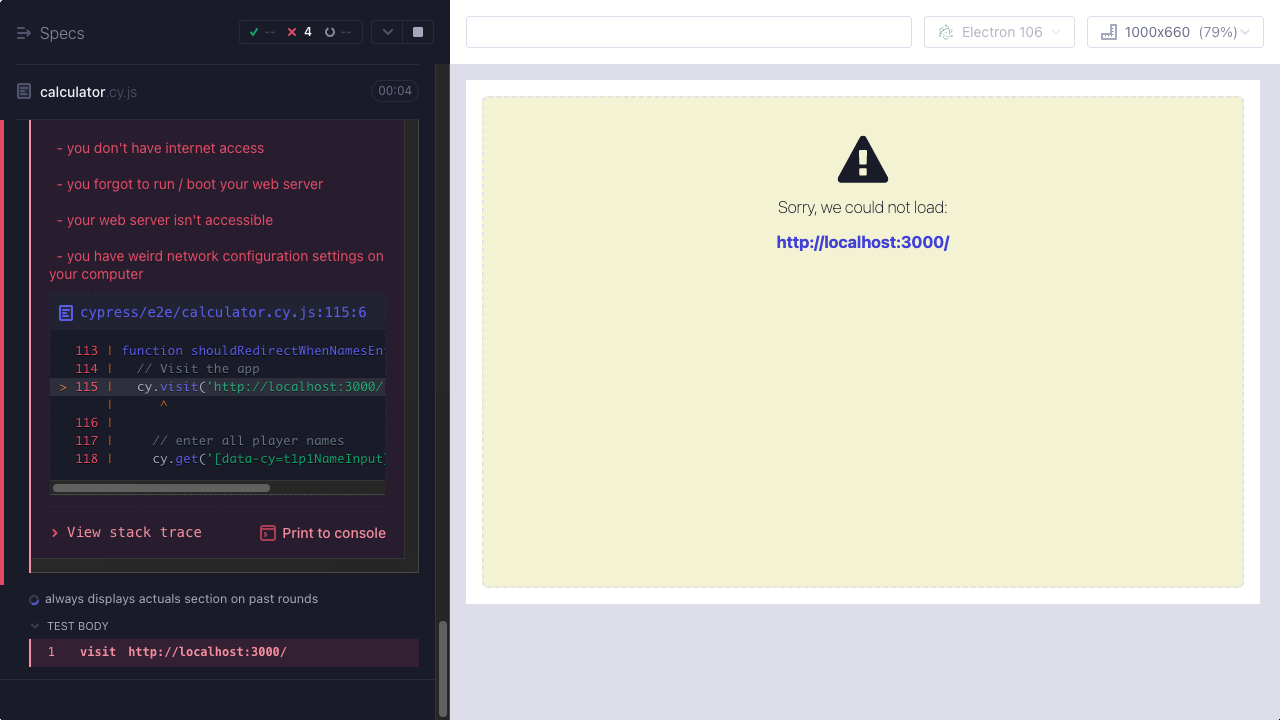 Specs
-- 4 --
Electron 106
1000x660 (79%)
calculator.cy.js
00:04
- you don't have internet access
- you forgot to run / boot your web server
- your web server isn't accessible
- you have weird network configuration settings on
your computer
cypress/e2e/calculator.cy.js:115:6
113 | function shouldRedirectWhenNamesEn
114 | // Visit the app
> 115 | cy.visit('http://localhost:3000/
| ^
116 |
117 | // enter all player names
118 | cy.get('[data-cy=t1p1NameInput]
View stack trace
Print to console
always displays actuals section on past rounds
TEST BODY
1 visit http://localhost:3000/
Sorry, we could not load:
http://localhost:3000/